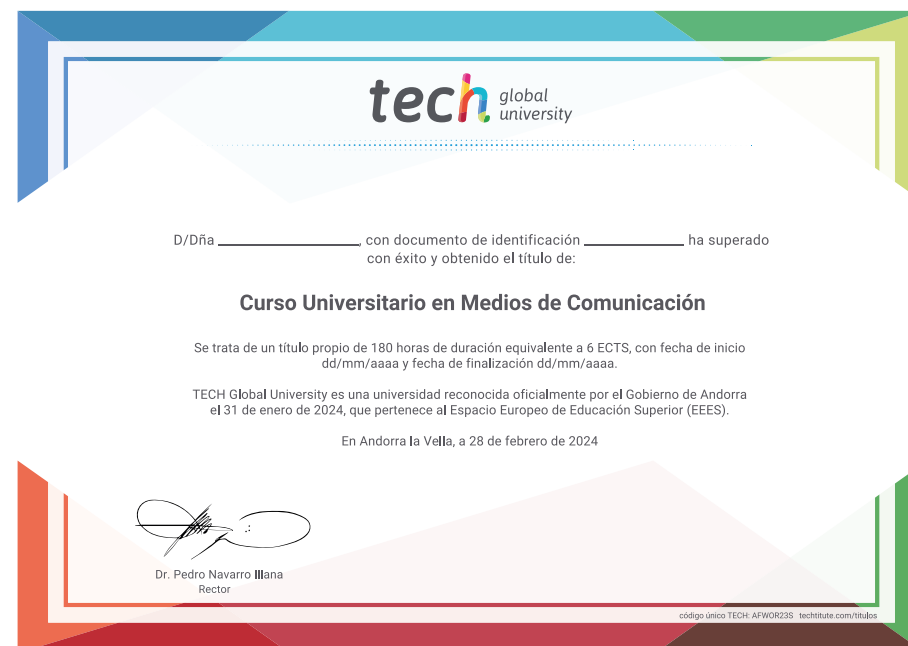 tech global university
D/Dña ____________________, con documento de identificación ______________ ha superado
con éxito y obtenido el título de:
Curso Universitario en Medios de Comunicación
Se trata de un título propio de 180 horas de duración equivalente a 6 ECTS, con fecha de inicio
dd/mm/aaaa y fecha de finalización dd/mm/aaaa.
TECH Global University es una universidad reconocida oficialmente por el Gobierno de Andorra
el 31 de enero de 2024, que pertenece al Espacio Europeo de Educación Superior (EEES).
En Andorra la Vella, a 28 de febrero de 2024
Dr. Pedro Navarro Illana
Rector
código único TECH: AFWOR23S techtitute.com/titulos